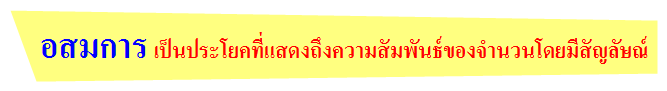 อสมการ เป็นประโยคที่แสดงถึงความสัมพันธ์ของจำนวนโดยมีสัญลัษณ์